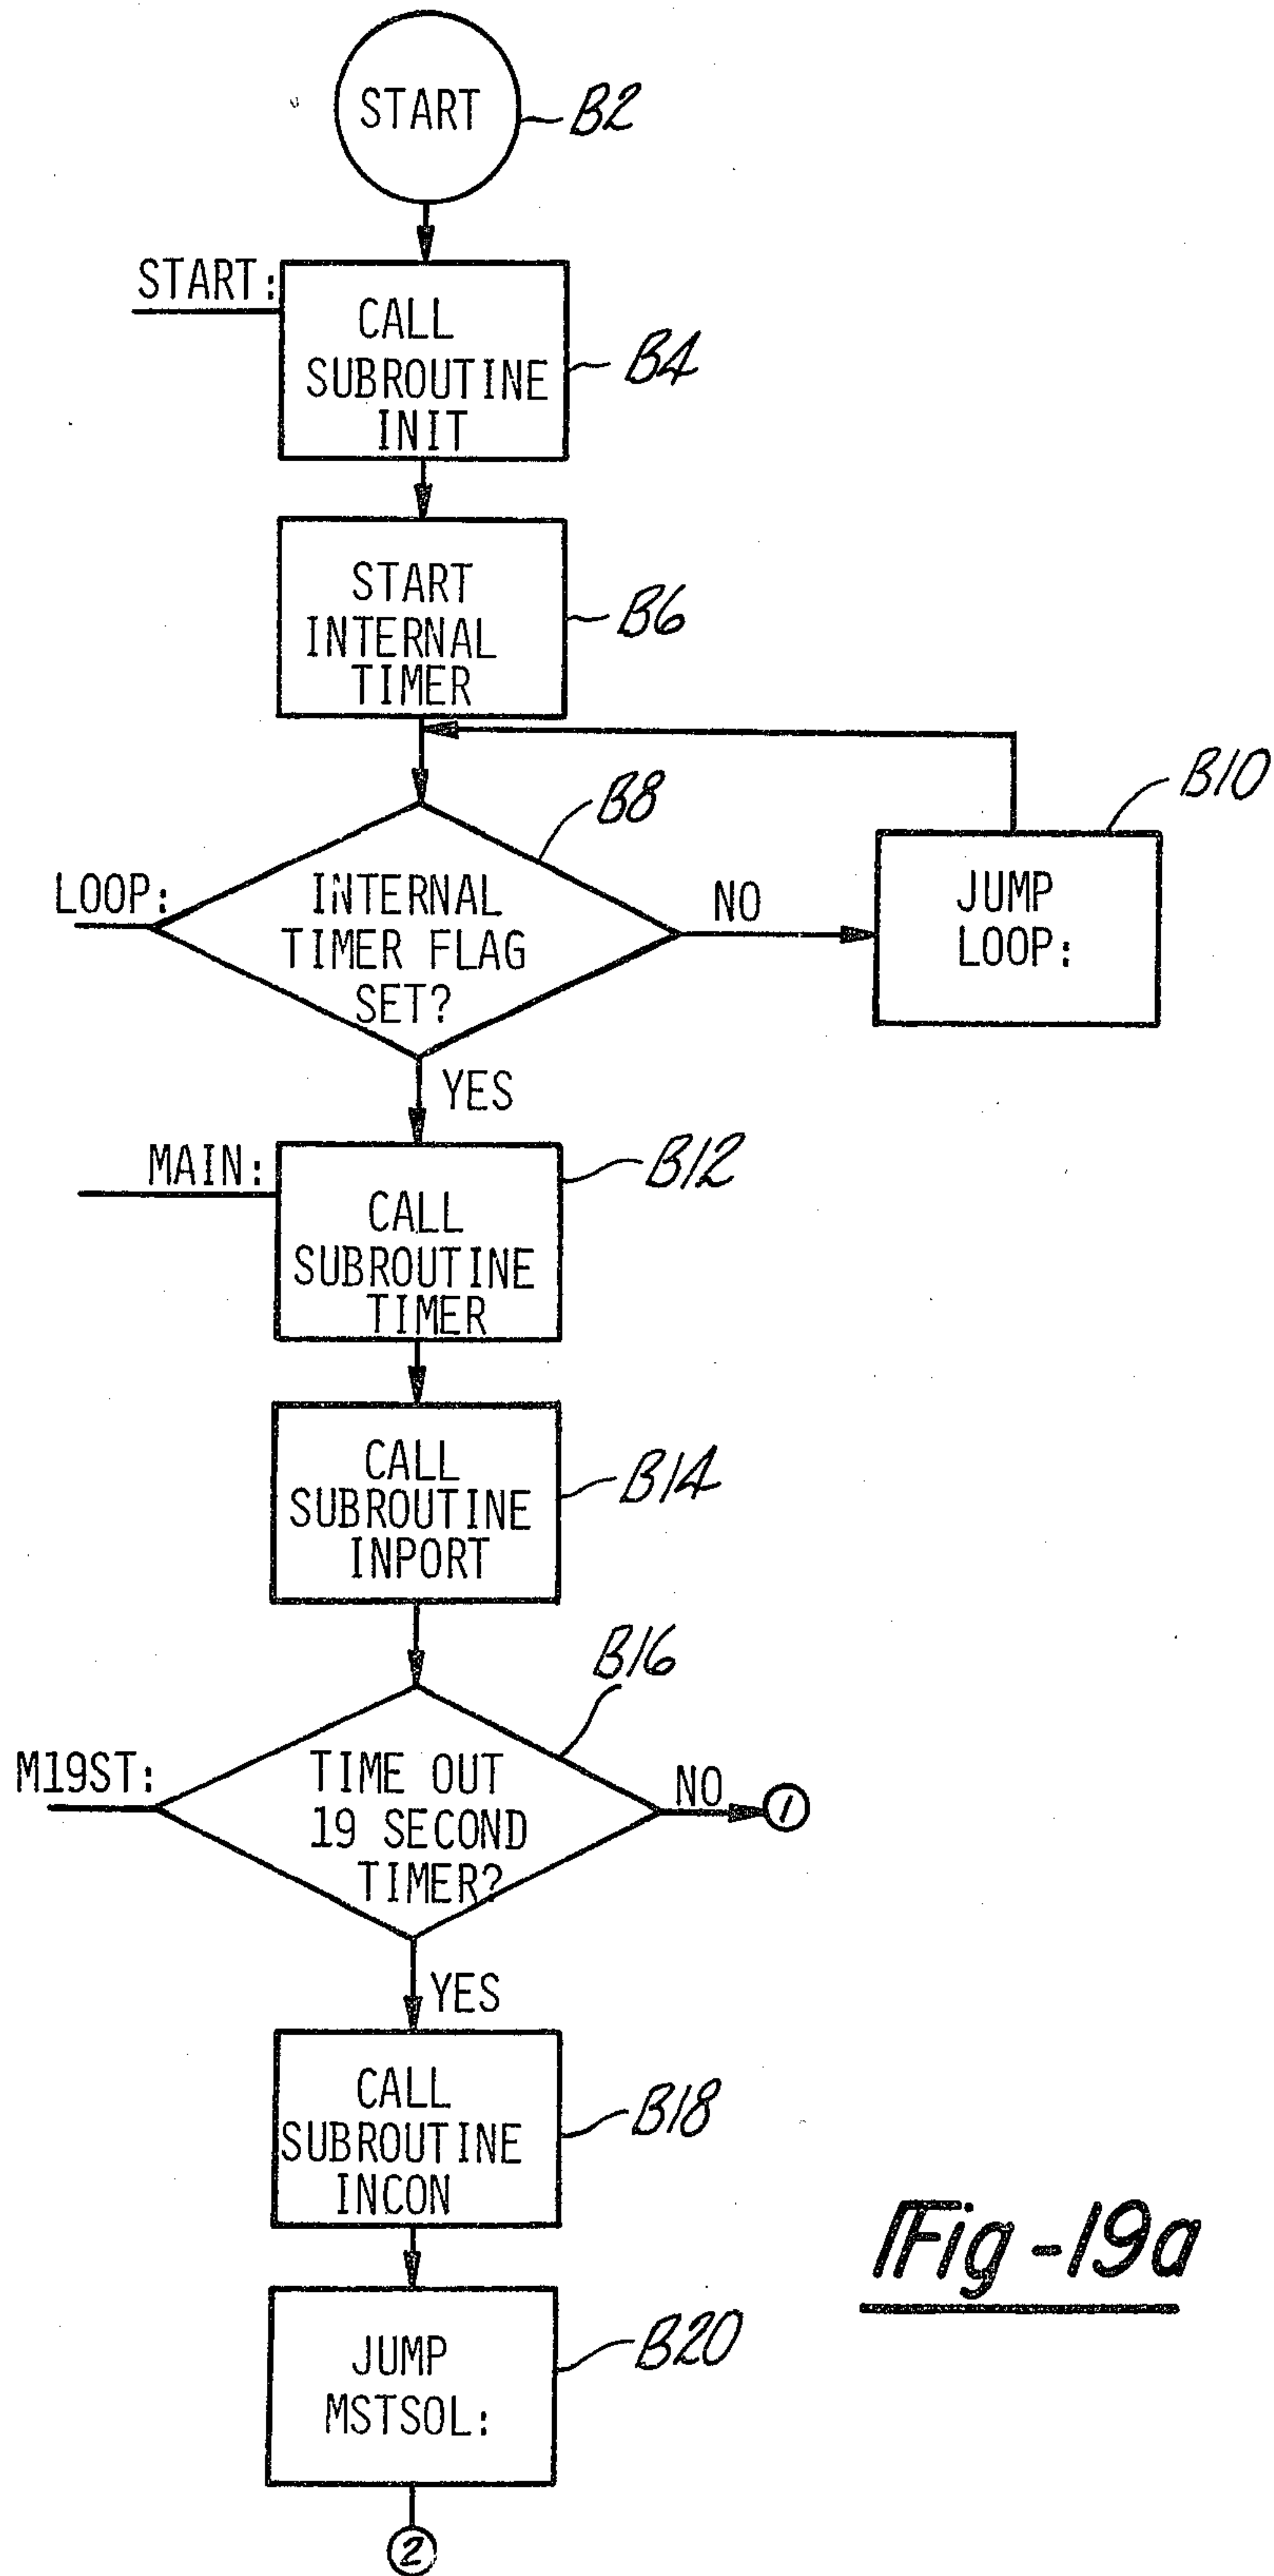 START
B2
START:
CALL
SUBROUTINE
INIT
B4
START
INTERNAL
TIMER
B6
B8
B10
LOOP:
INTERNAL
TIMER FLAG
SET?
NO
JUMP
LOOP:
YES
MAIN:
B12
CALL
SUBROUTINE
TIMER
CALL
SUBROUTINE
INPORT
B14
B16
M19ST:
TIME OUT
19 SECOND
TIMER?
NO
1
YES
CALL
SUBROUTINE
INCON
B18
JUMP
MSTSOL:
B20
2
Fig-19a